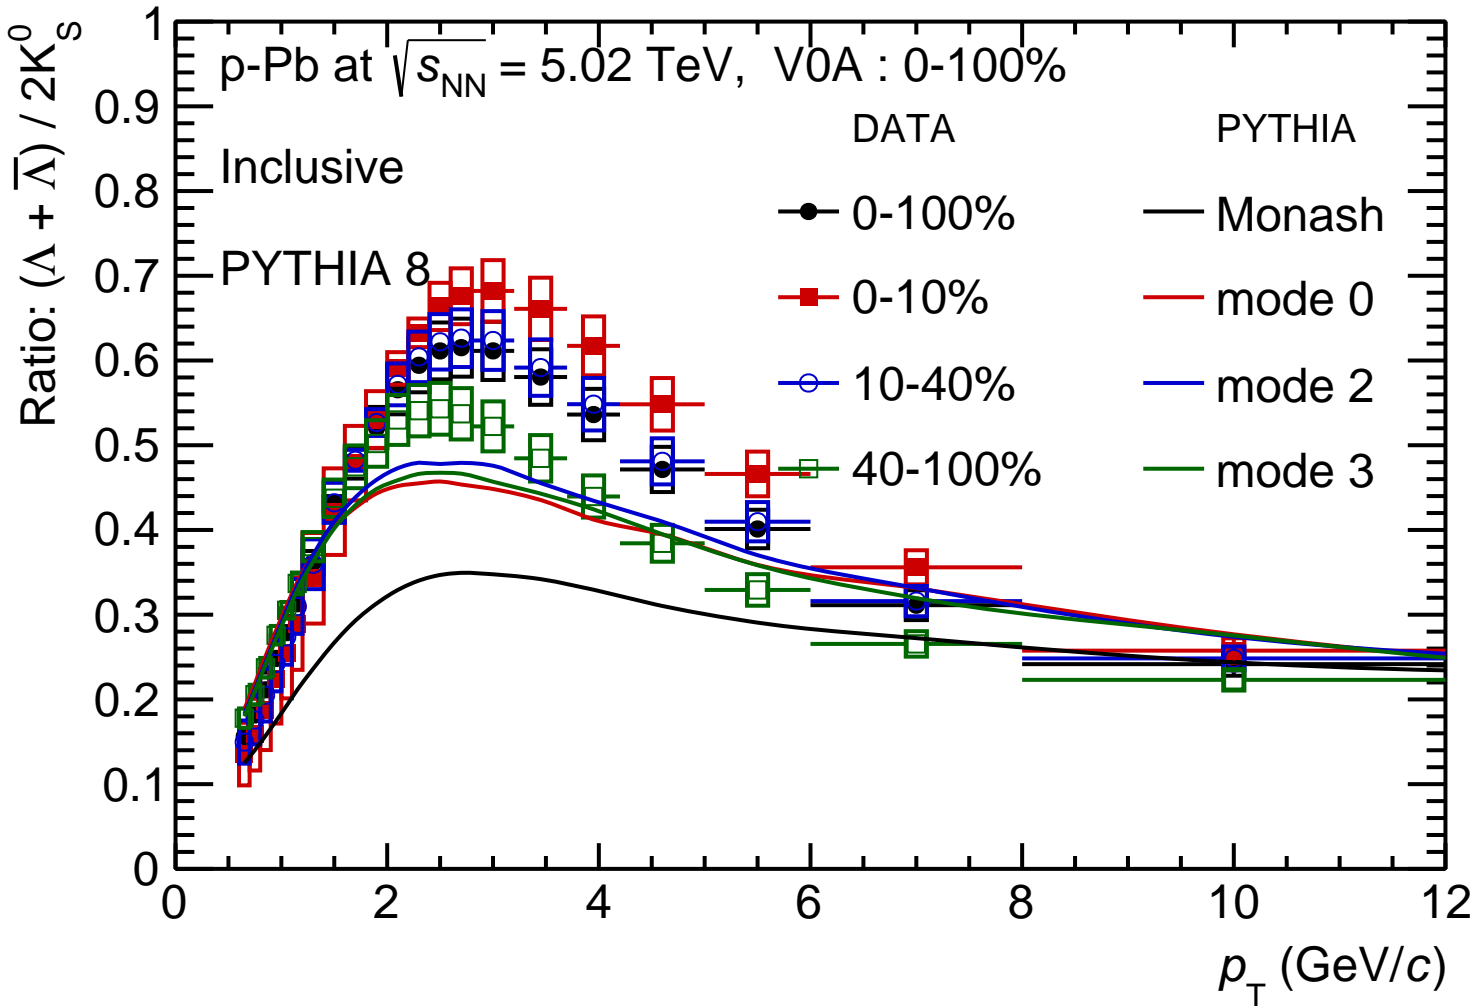 p-Pb at √s_NN = 5.02 TeV, V0A : 0-100%
Inclusive
PYTHIA 8
DATA PYTHIA
0-100% Monash
0-10% mode 0
10-40% mode 2
40-100% mode 3
Ratio: (Λ + Λ̅) / 2K⁰_S
1
0.9
0.8
0.7
0.6
0.5
0.4
0.3
0.2
0.1
0
0 2 4 6 8 10 12
p_T (GeV/c)